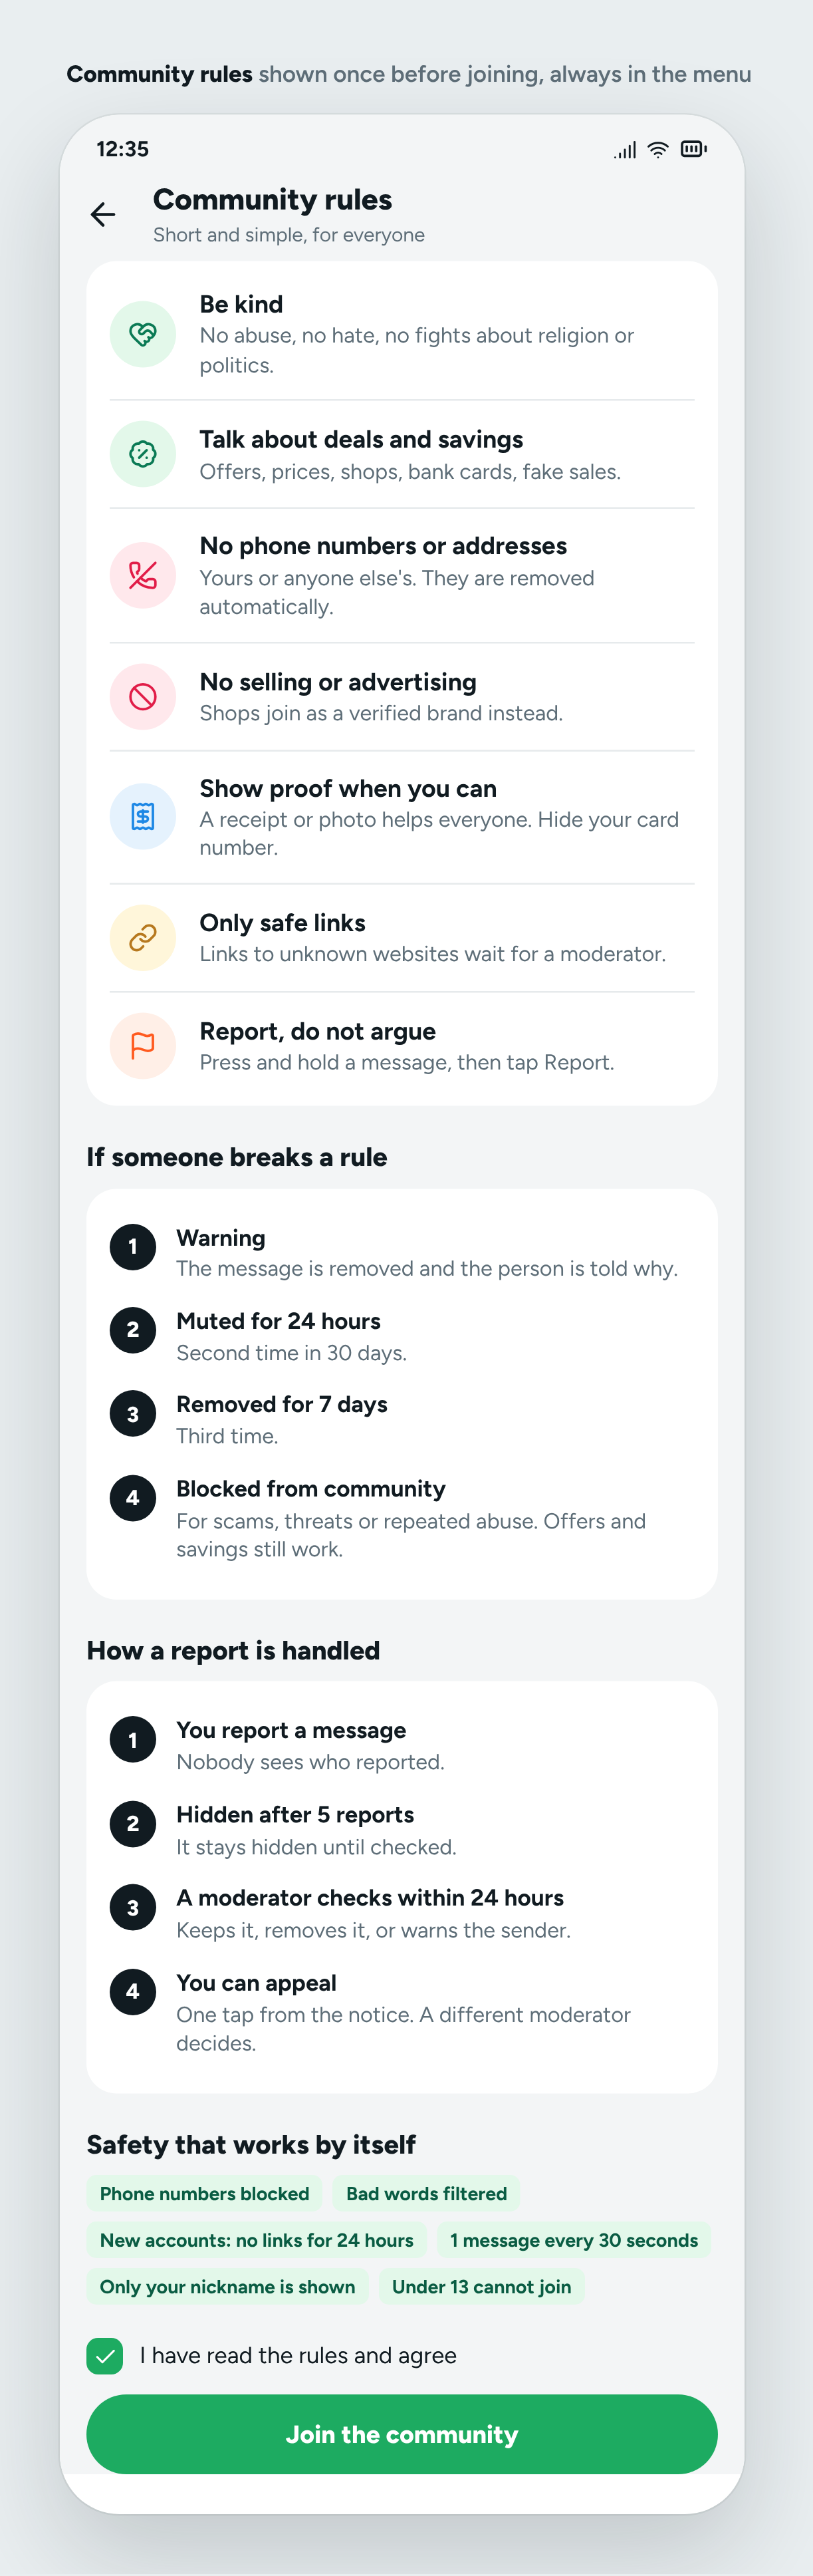 Community rules shown once before joining, always in the menu
12:35
Community rules
Short and simple, for everyone
Be kind
No abuse, no hate, no fights about religion or
politics.
Talk about deals and savings
Offers, prices, shops, bank cards, fake sales.
No phone numbers or addresses
Yours or anyone else's. They are removed
automatically.
No selling or advertising
Shops join as a verified brand instead.
Show proof when you can
A receipt or photo helps everyone. Hide your card
number.
Only safe links
Links to unknown websites wait for a moderator.
Report, do not argue
Press and hold a message, then tap Report.
If someone breaks a rule
1 Warning
The message is removed and the person is told why.
2 Muted for 24 hours
Second time in 30 days.
3 Removed for 7 days
Third time.
4 Blocked from community
For scams, threats or repeated abuse. Offers and
savings still work.
How a report is handled
1 You report a message
Nobody sees who reported.
2 Hidden after 5 reports
It stays hidden until checked.
3 A moderator checks within 24 hours
Keeps it, removes it, or warns the sender.
4 You can appeal
One tap from the notice. A different moderator
decides.
Safety that works by itself
Phone numbers blocked Bad words filtered
New accounts: no links for 24 hours 1 message every 30 seconds
Only your nickname is shown Under 13 cannot join
I have read the rules and agree
Join the community